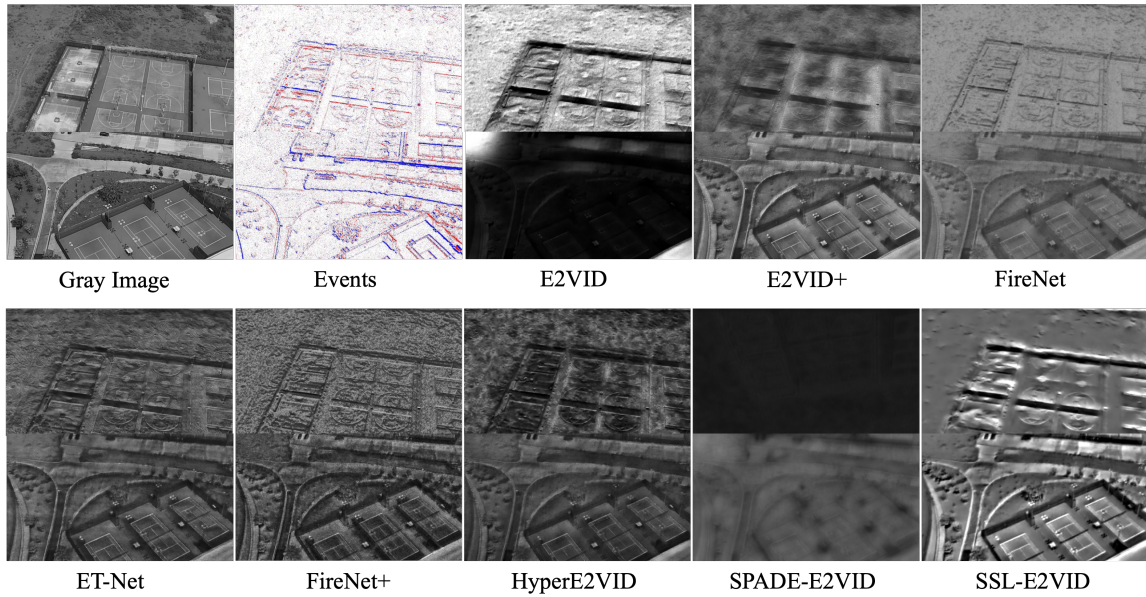 Gray Image
Events
E2VID
E2VID+
FireNet
ET-Net
FireNet+
HyperE2VID
SPADE-E2VID
SSL-E2VID